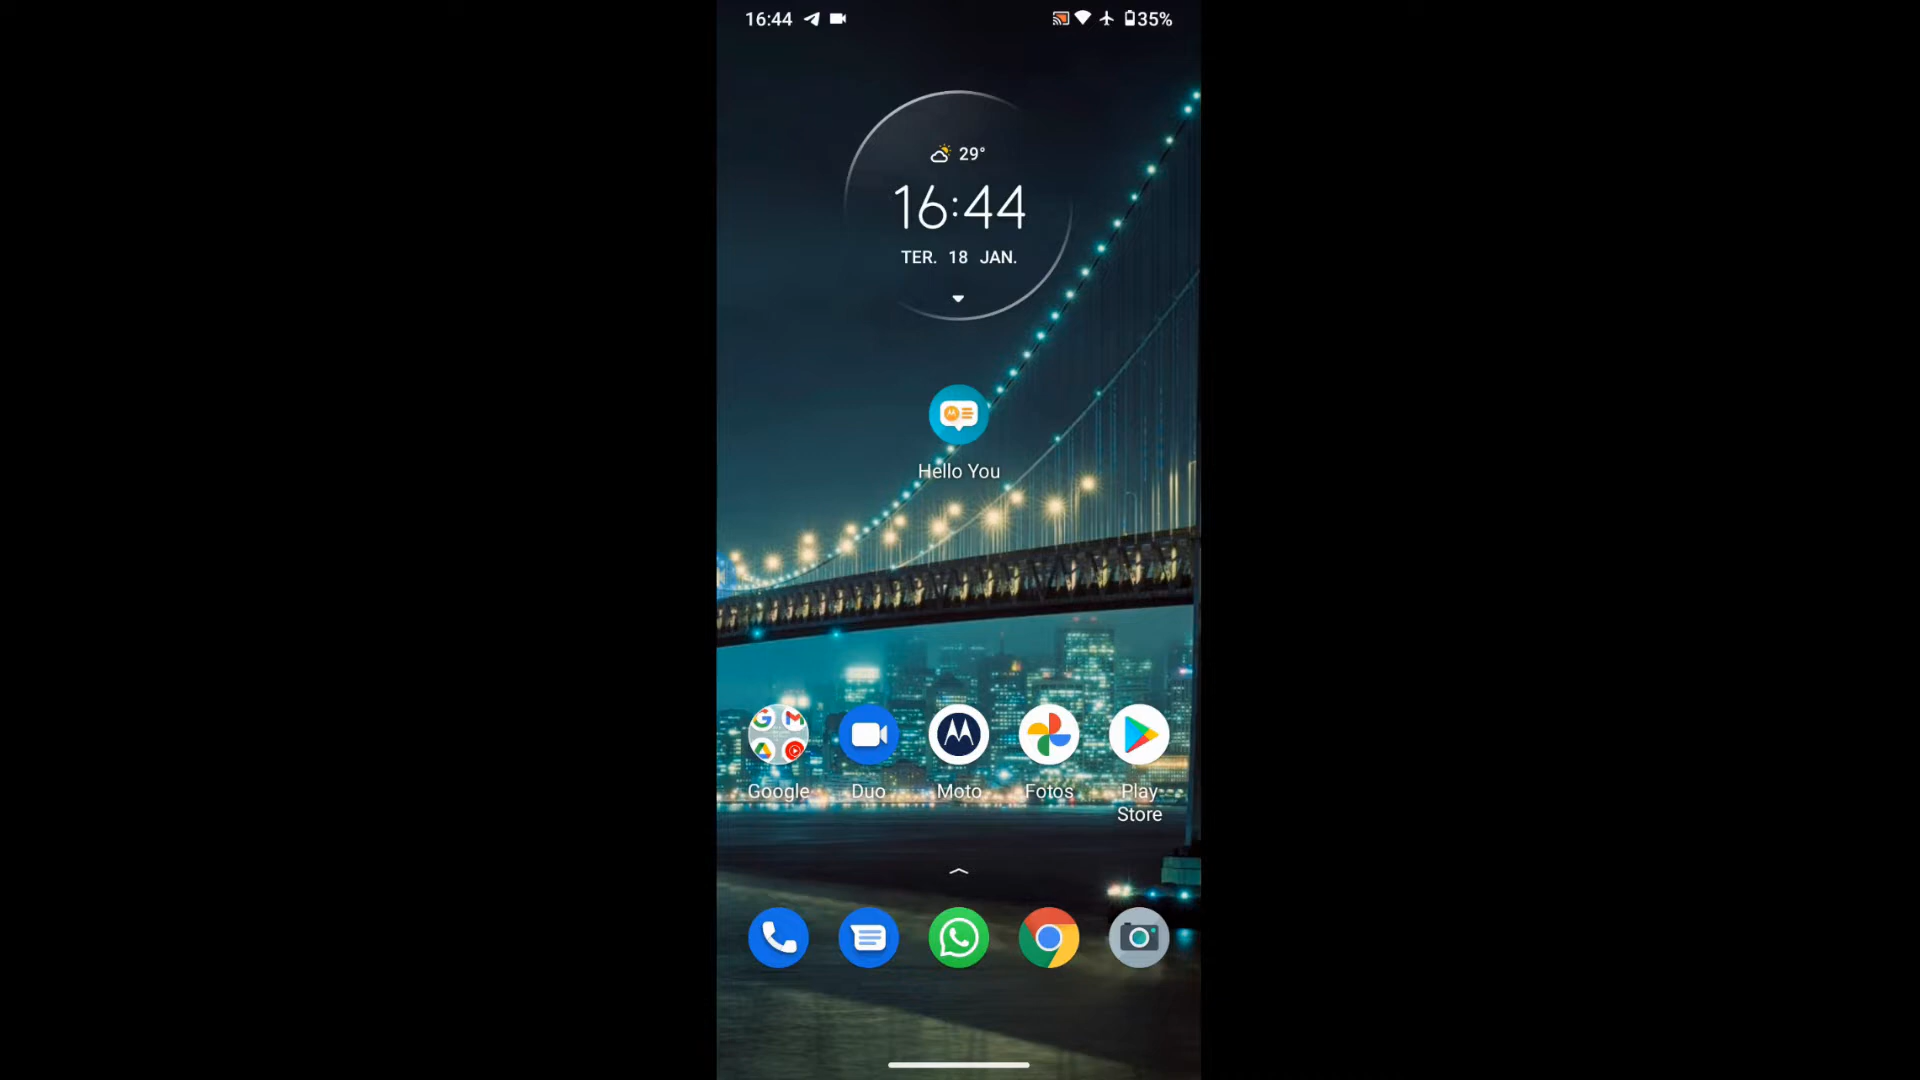 16:44 35%
29°
16:44
TER. 18 JAN.
Hello You
Google Duo Moto Fotos Play
Store